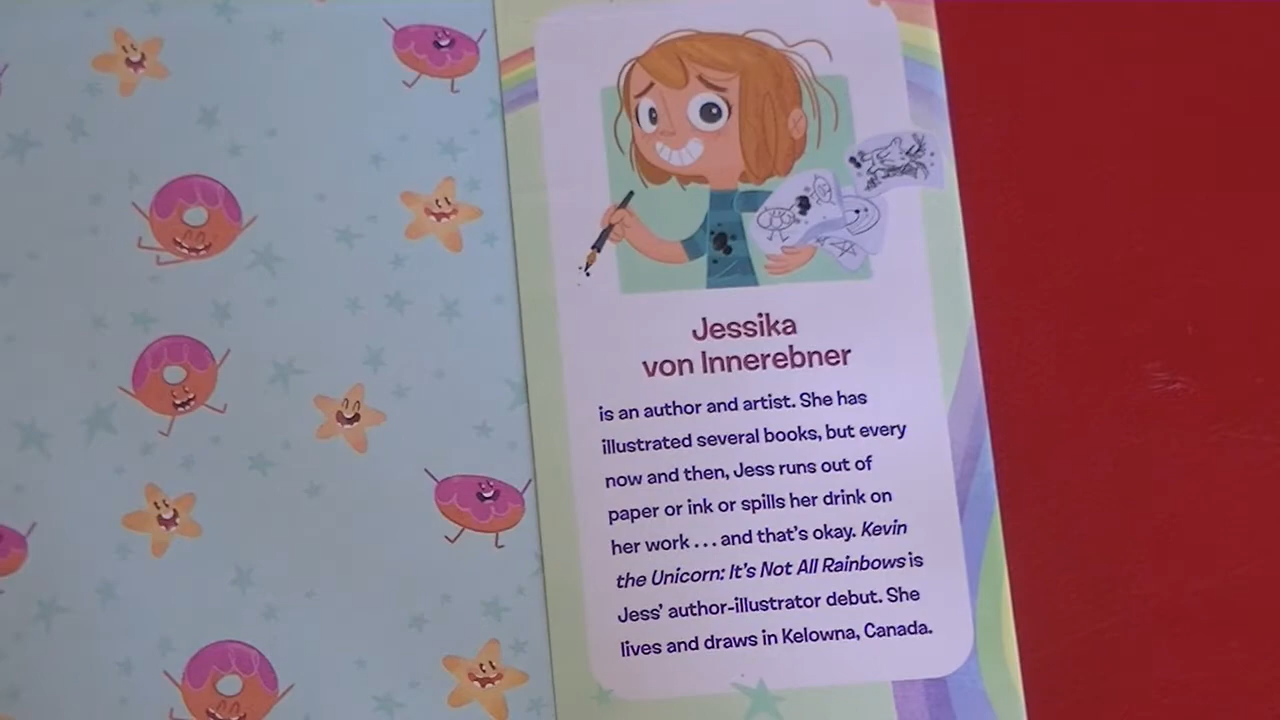 Jessika
von Innerebner
is an author and artist. She has
illustrated several books, but every
now and then, Jess runs out of
paper or ink or spills her drink on
her work ... and that's okay. Kevin
the Unicorn: It's Not All Rainbows is
Jess' author-illustrator debut. She
lives and draws in Kelowna, Canada.